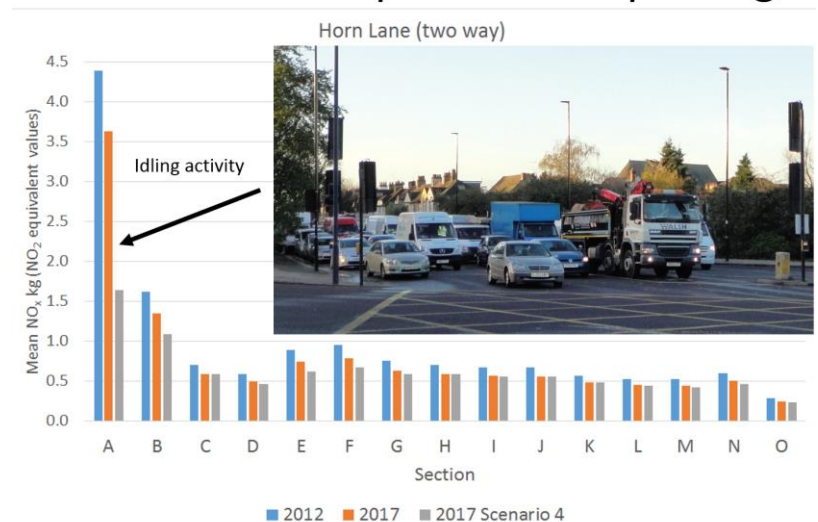 Horn Lane (two way)
4.5
4.0
3.5
3.0
2.5
2.0
1.5
1.0
0.5
0.0
Mean NOₓ kg (NO₂ equivalent values)
Idling activity
WALSH
A B C D E F G H I J K L M N O
Section
2012 2017 2017 Scenario 4